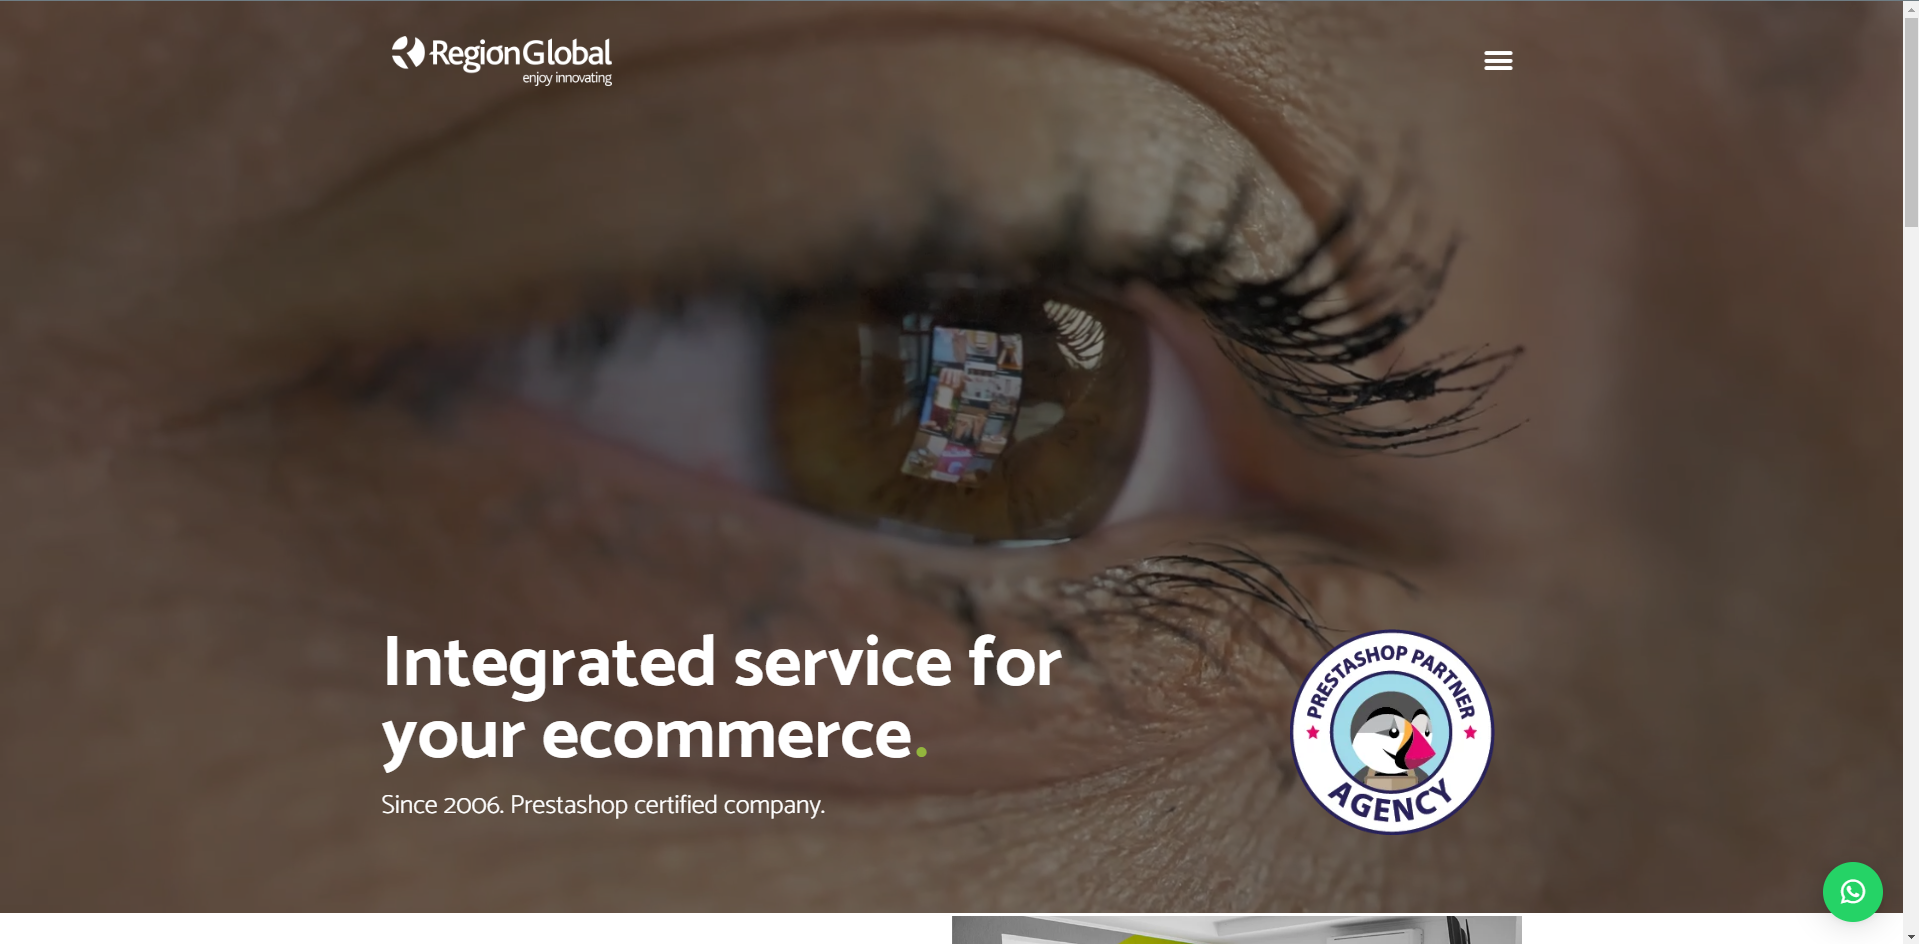 RegionGlobal
enjoy innovating
Integrated service for
your ecommerce.
Since 2006. Prestashop certified company.
PRESTASHOP PARTNER
AGENCY